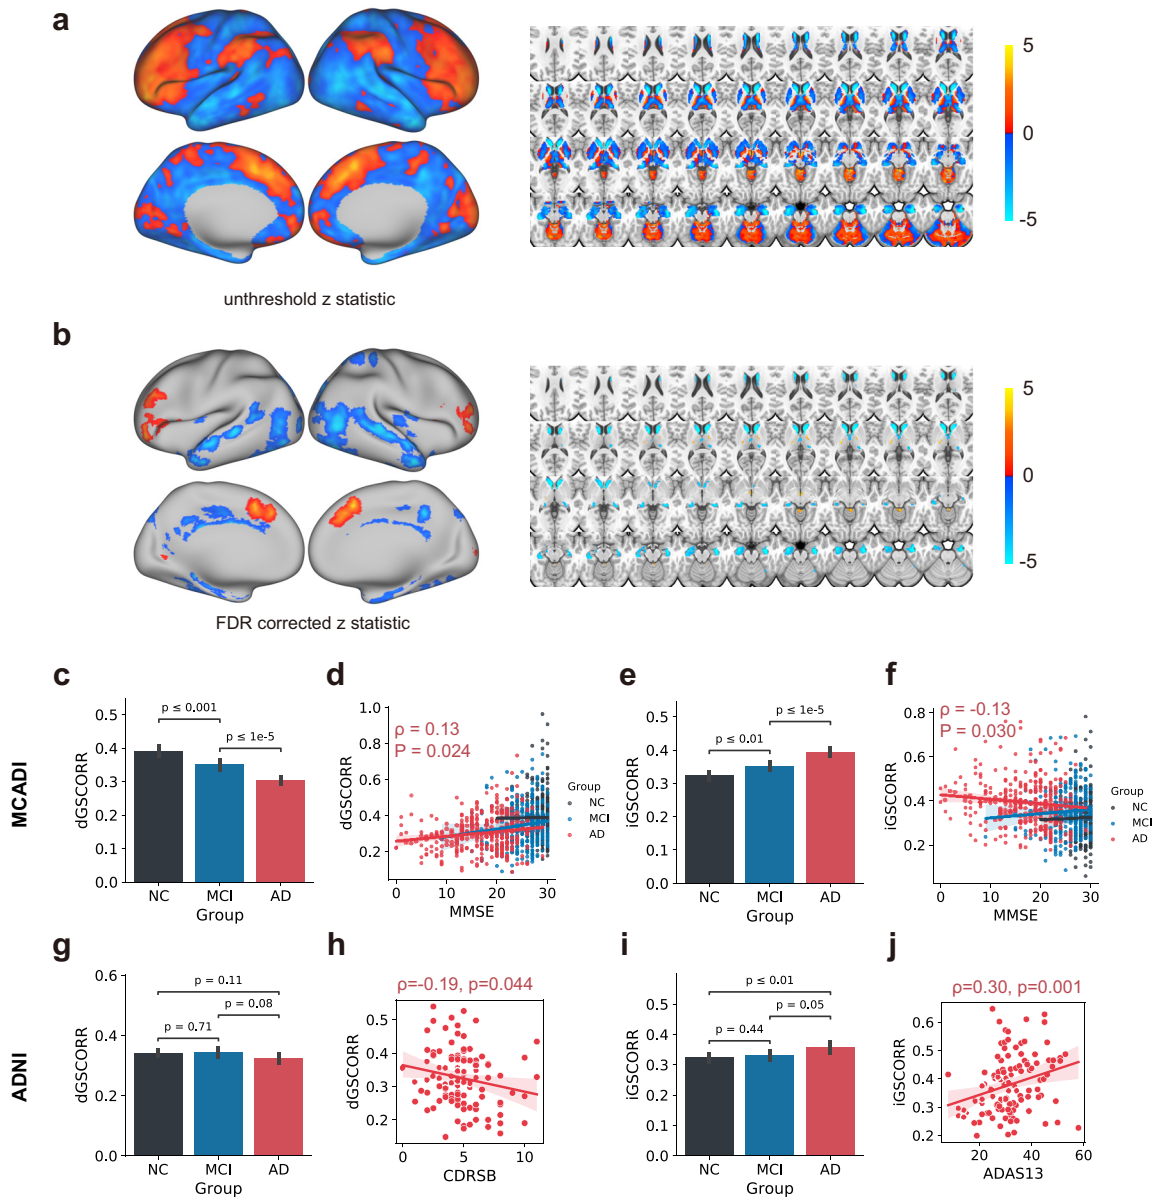 a
5
0
-5
unthreshold z statistic
b
5
0
-5
FDR corrected z statistic
MCADI
c
0.5
0.4
0.3
0.2
0.1
0.0
dGSCORR
p ≤ 0.001
p ≤ 1e-5
NC MCI AD
Group
d
1.0
0.8
0.6
0.4
0.2
dGSCORR
ρ = 0.13
P = 0.024
0 10 20 30
MMSE
Group
NC
MCI
AD
e
0.5
0.4
0.3
0.2
0.1
0.0
iGSCORR
p ≤ 1e-5
p ≤ 0.01
NC MCI AD
Group
f
0.8
0.6
0.4
0.2
iGSCORR
ρ = -0.13
P = 0.030
0 10 20 30
MMSE
Group
NC
MCI
AD
ADNI
g
0.6
0.4
0.2
0.0
dGSCORR
p = 0.11
p = 0.08
p = 0.71
NC MCI AD
Group
h
ρ=-0.19, p=0.044
0.5
0.4
0.3
0.2
dGSCORR
0 5 10
CDRSB
i
0.5
0.4
0.3
0.2
0.1
0.0
iGSCORR
p ≤ 0.01
p = 0.05
p = 0.44
NC MCI AD
Group
j
ρ=0.30, p=0.001
0.6
0.5
0.4
0.3
0.2
iGSCORR
20 40 60
ADAS13